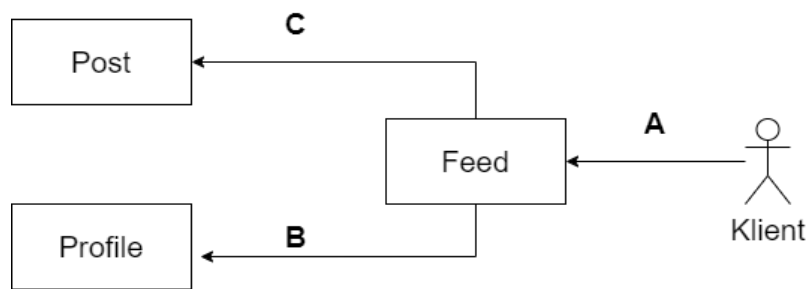 C
Post
A
Feed
Klient
B
Profile